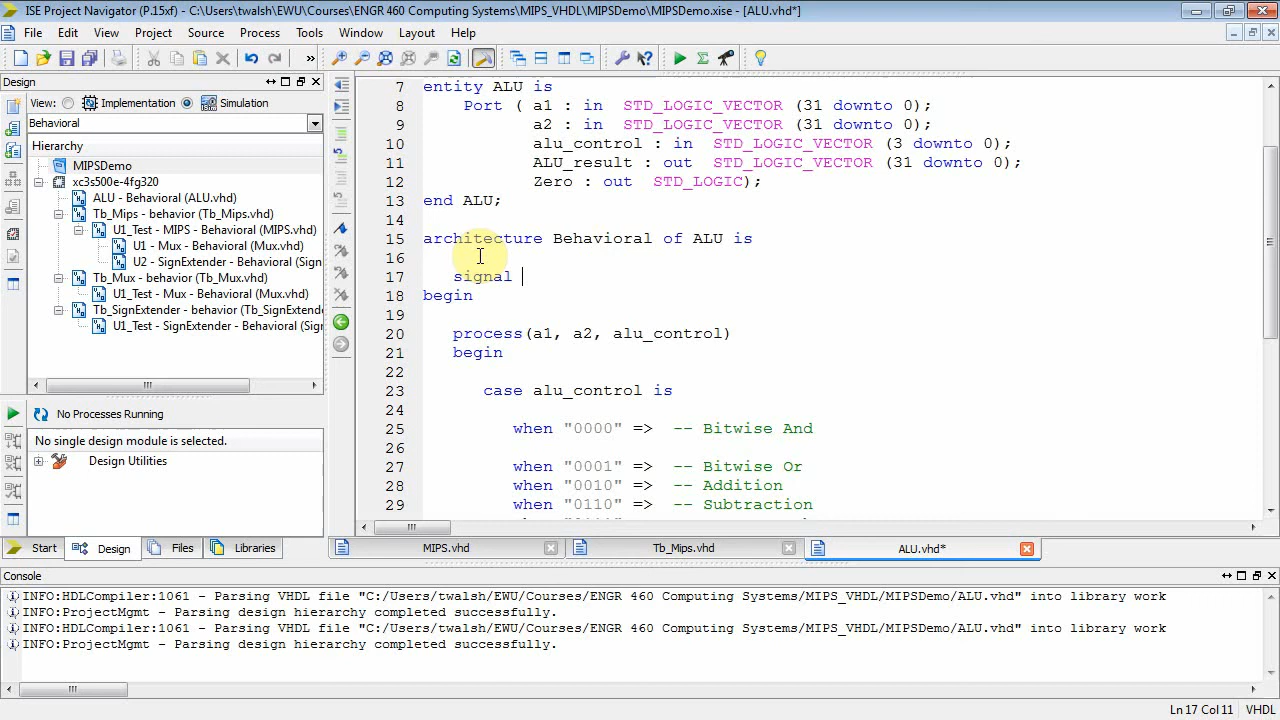 ISE Project Navigator (P.15xf) - C:\Users\twalsh\EWU\Courses\ENGR 460 Computing Systems\MIPS_VHDL\MIPSDemo\MIPSDemo.xise - [ALU.vhd*]
File Edit View Project Source Process Tools Window Layout Help
Design
View: Implementation Simulation
Behavioral
Hierarchy
MIPSDemo
xc3s500e-4fg320
ALU - Behavioral (ALU.vhd)
Tb_Mips - behavior (Tb_Mips.vhd)
U1_Test - MIPS - Behavioral (MIPS.vhd)
U1 - Mux - Behavioral (Mux.vhd)
U2 - SignExtender - Behavioral (Sign
Tb_Mux - behavior (Tb_Mux.vhd)
U1_Test - Mux - Behavioral (Mux.vhd)
Tb_SignExtender - behavior (Tb_SignExtende
U1_Test - SignExtender - Behavioral (Sig
No Processes Running
No single design module is selected.
Design Utilities
Start Design Files Libraries
7 entity ALU is
8 Port ( a1 : in STD_LOGIC_VECTOR (31 downto 0);
9 a2 : in STD_LOGIC_VECTOR (31 downto 0);
10 alu_control : in STD_LOGIC_VECTOR (3 downto 0);
11 ALU_result : out STD_LOGIC_VECTOR (31 downto 0);
12 Zero : out STD_LOGIC);
13 end ALU;
14
15 architecture Behavioral of ALU is
16
17 signal
18 begin
19
20 process(a1, a2, alu_control)
21 begin
22
23 case alu_control is
24
25 when "0000" => -- Bitwise And
26
27 when "0001" => -- Bitwise Or
28 when "0010" => -- Addition
29 when "0110" => -- Subtraction
MIPS.vhd Tb_Mips.vhd ALU.vhd*
Console
INFO:HDLCompiler:1061 - Parsing VHDL file "C:/Users/twalsh/EWU/Courses/ENGR 460 Computing Systems/MIPS_VHDL/MIPSDemo/ALU.vhd" into library work
INFO:ProjectMgmt - Parsing design hierarchy completed successfully.
INFO:HDLCompiler:1061 - Parsing VHDL file "C:/Users/twalsh/EWU/Courses/ENGR 460 Computing Systems/MIPS_VHDL/MIPSDemo/ALU.vhd" into library work
INFO:ProjectMgmt - Parsing design hierarchy completed successfully.
Ln 17 Col 11 VHDL